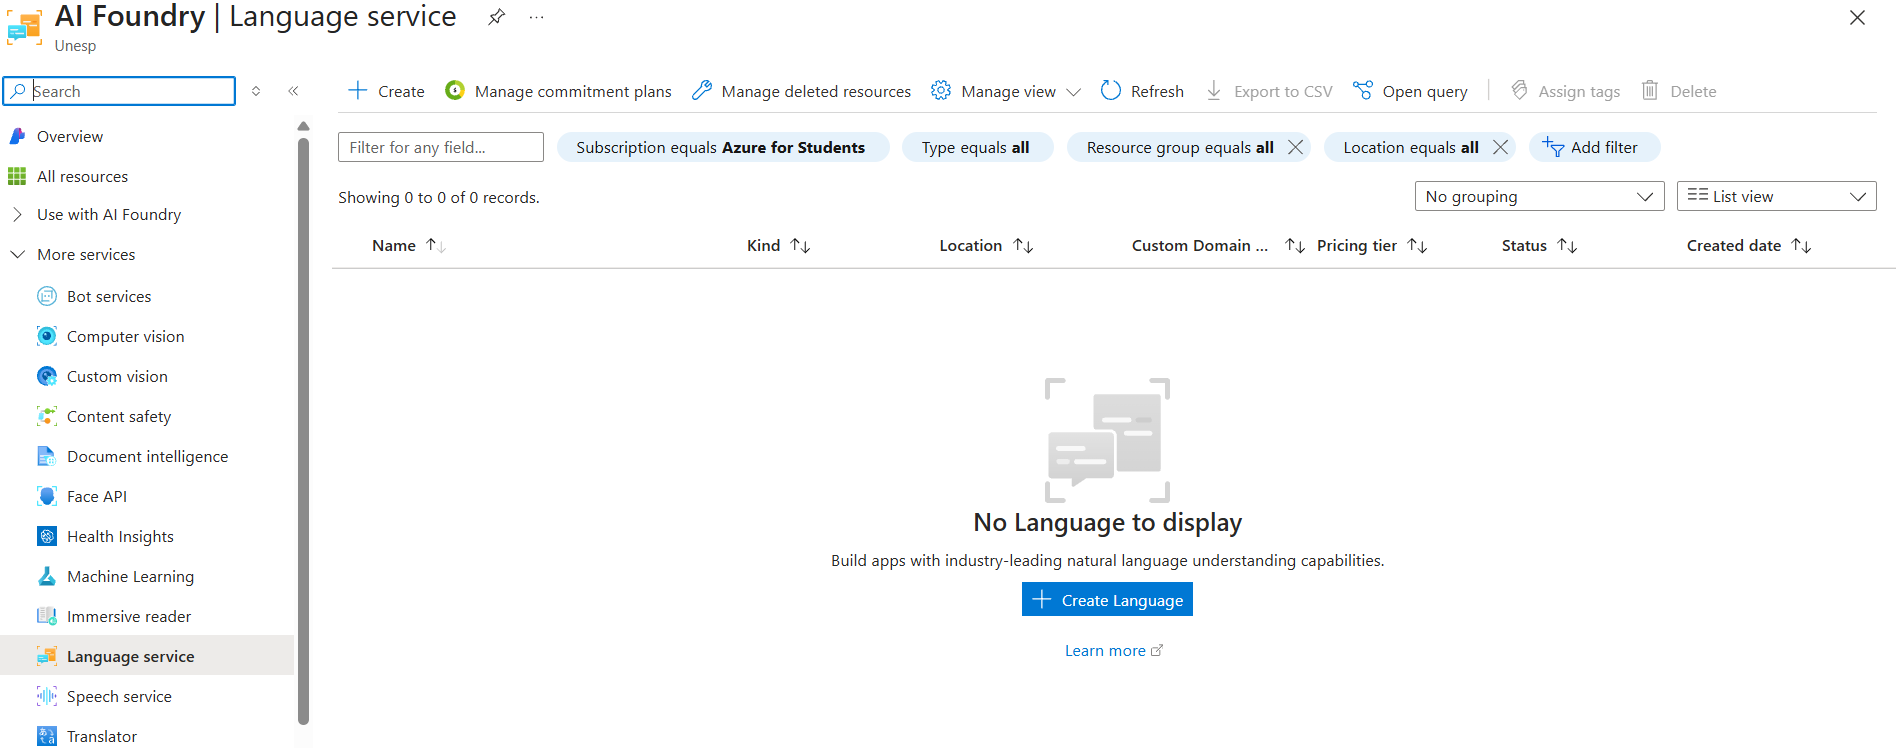 AI Foundry | Language service
Unesp
Search
Overview
All resources
Use with AI Foundry
More services
Bot services
Computer vision
Custom vision
Content safety
Document intelligence
Face API
Health Insights
Machine Learning
Immersive reader
Language service
Speech service
Translator
Create Manage commitment plans Manage deleted resources Manage view Refresh Export to CSV Open query Assign tags Delete
Filter for any field... Subscription equals Azure for Students Type equals all Resource group equals all Location equals all Add filter
Showing 0 to 0 of 0 records. No grouping List view
Name Kind Location Custom Domain ... Pricing tier Status Created date
No Language to display
Build apps with industry-leading natural language understanding capabilities.
Create Language
Learn more